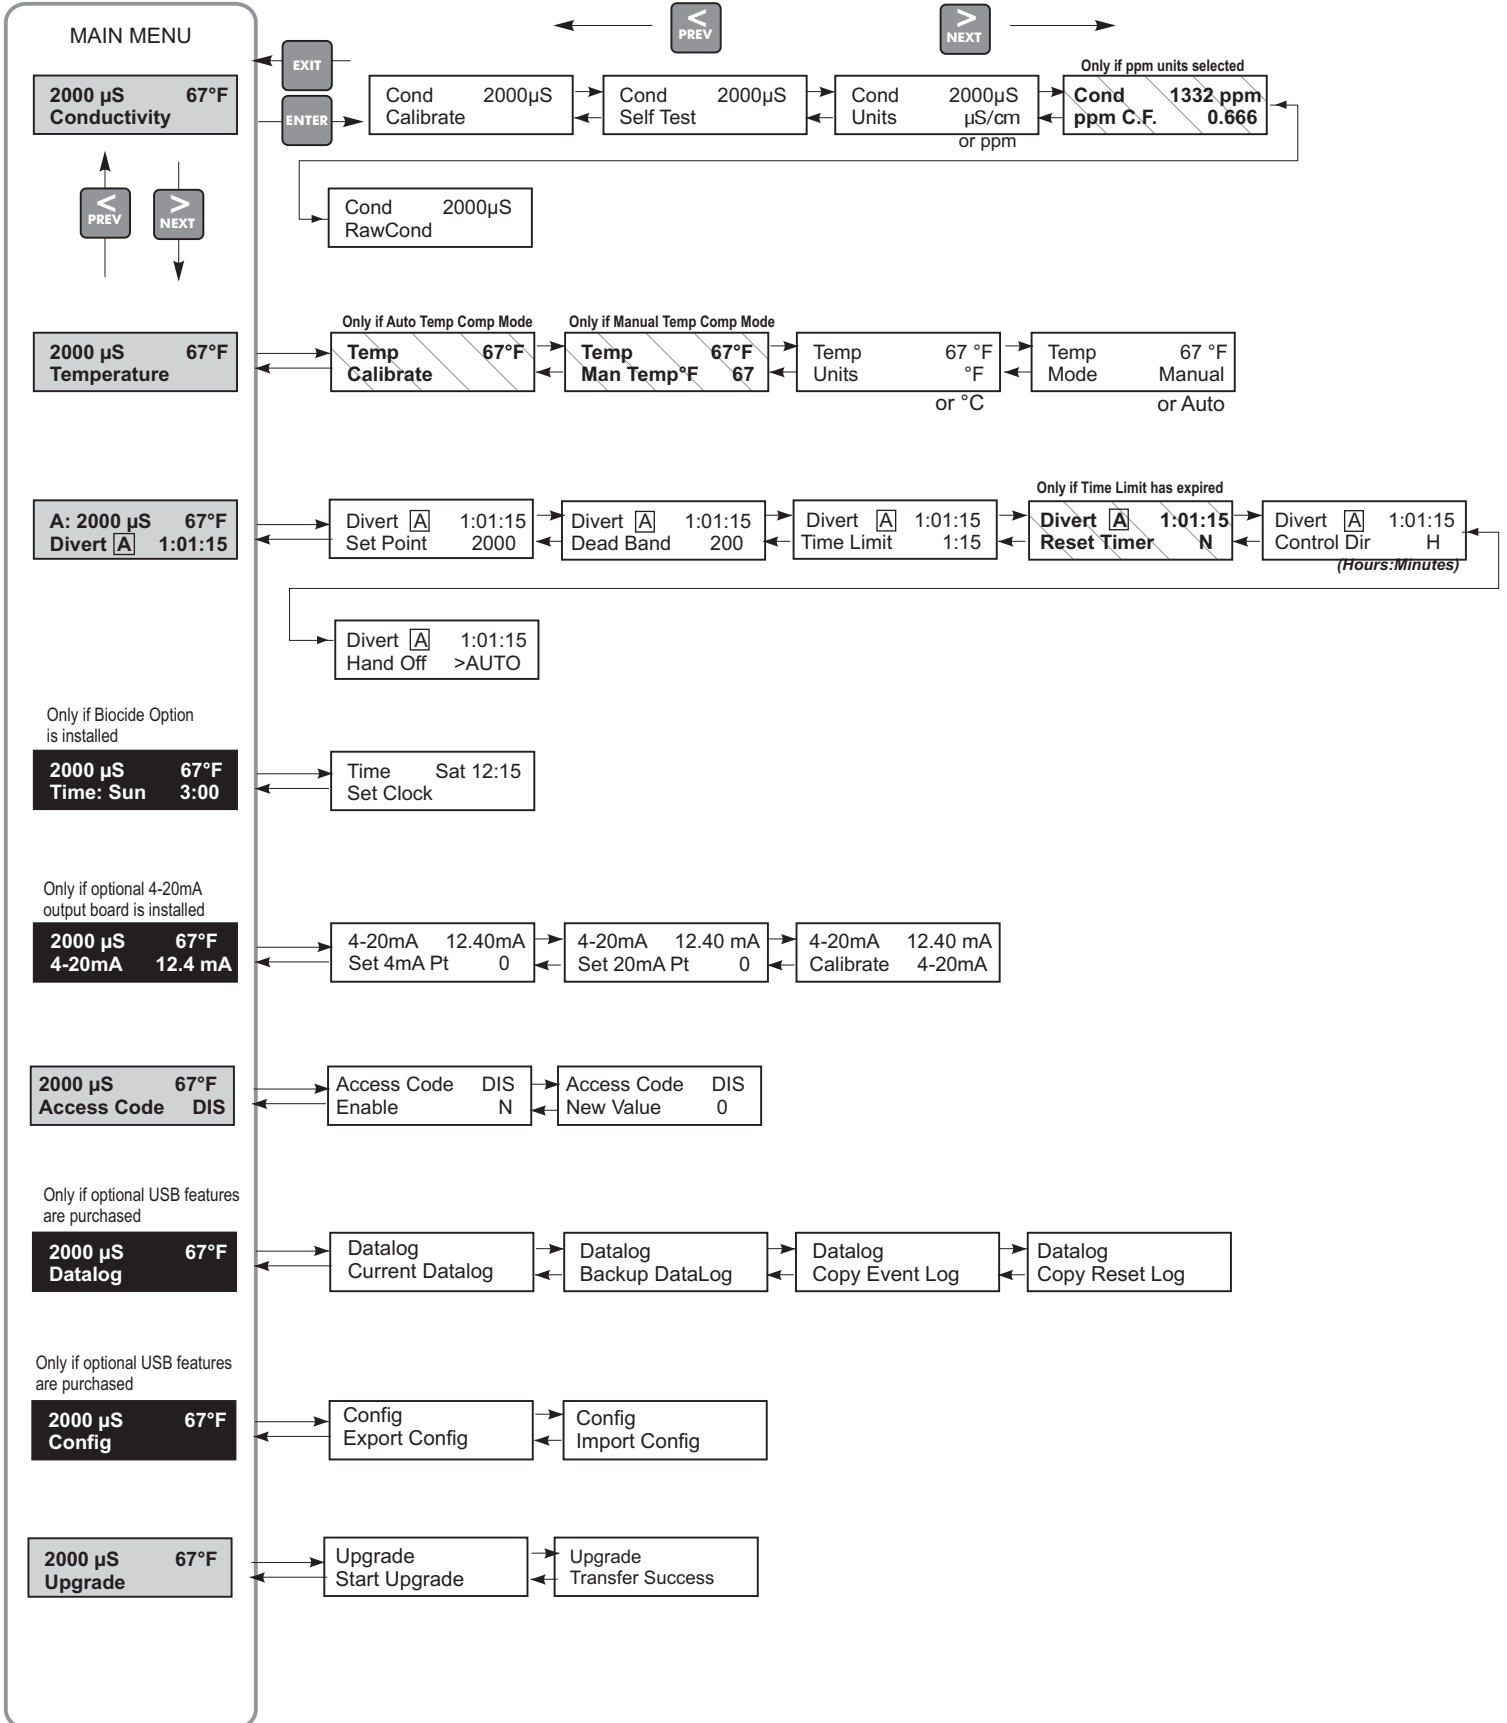 MAIN MENU
<
PREV
>
NEXT
EXIT
ENTER
Only if ppm units selected
2000 µS 67°F
Conductivity
Cond 2000µS
Calibrate
Cond 2000µS
Self Test
Cond 2000µS
Units µS/cm
or ppm
Cond 1332 ppm
ppm C.F. 0.666
<
PREV
>
NEXT
Cond 2000µS
RawCond
2000 µS 67°F
Temperature
Only if Auto Temp Comp Mode
Temp 67°F
Calibrate
Only if Manual Temp Comp Mode
Temp 67°F
Man Temp°F 67
Temp 67 °F
Units °F
or °C
Temp 67 °F
Mode Manual
or Auto
A: 2000 µS 67°F
Divert A 1:01:15
Divert A 1:01:15
Set Point 2000
Divert A 1:01:15
Dead Band 200
Divert A 1:01:15
Time Limit 1:15
Only if Time Limit has expired
Divert A 1:01:15
Reset Timer N
Divert A 1:01:15
Control Dir H
(Hours:Minutes)
Divert A 1:01:15
Hand Off >AUTO
Only if Biocide Option
is installed
2000 µS 67°F
Time: Sun 3:00
Time Sat 12:15
Set Clock
Only if optional 4-20mA
output board is installed
2000 µS 67°F
4-20mA 12.4 mA
4-20mA 12.40mA
Set 4mA Pt 0
4-20mA 12.40 mA
Set 20mA Pt 0
4-20mA 12.40 mA
Calibrate 4-20mA
2000 µS 67°F
Access Code DIS
Access Code DIS
Enable N
Access Code DIS
New Value 0
Only if optional USB features
are purchased
2000 µS 67°F
Datalog
Datalog
Current Datalog
Datalog
Backup DataLog
Datalog
Copy Event Log
Datalog
Copy Reset Log
Only if optional USB features
are purchased
2000 µS 67°F
Config
Config
Export Config
Config
Import Config
2000 µS 67°F
Upgrade
Upgrade
Start Upgrade
Upgrade
Transfer Success